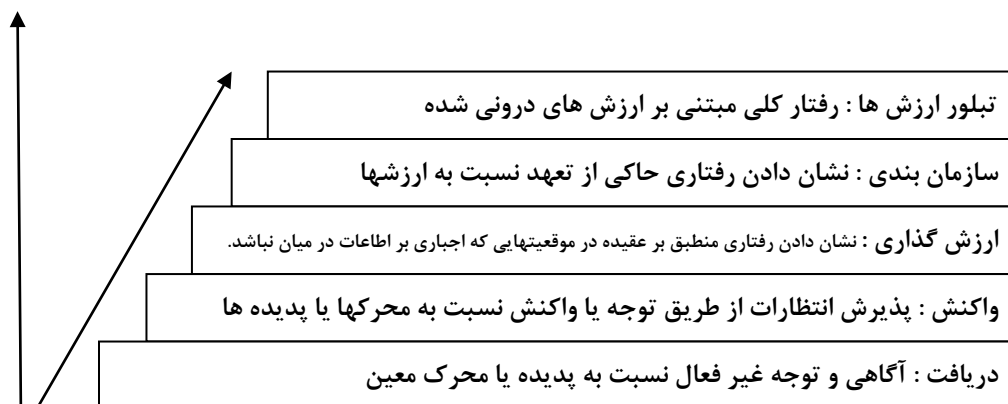 تبلور ارزش ها : رفتار کلی مبتنی بر ارزش های درونی شده
سازمان بندی : نشان دادن رفتاری حاکی از تعهد نسبت به ارزشها
ارزش گذاری : نشان دادن رفتاری منطبق بر عقیده در موقعیتهایی که اجباری بر اطاعات در میان نباشد.
واکنش : پذیرش انتظارات از طریق توجه یا واکنش نسبت به محرکها یا پدیده ها
دریافت : آگاهی و توجه غیر فعال نسبت به پدیده یا محرک معین